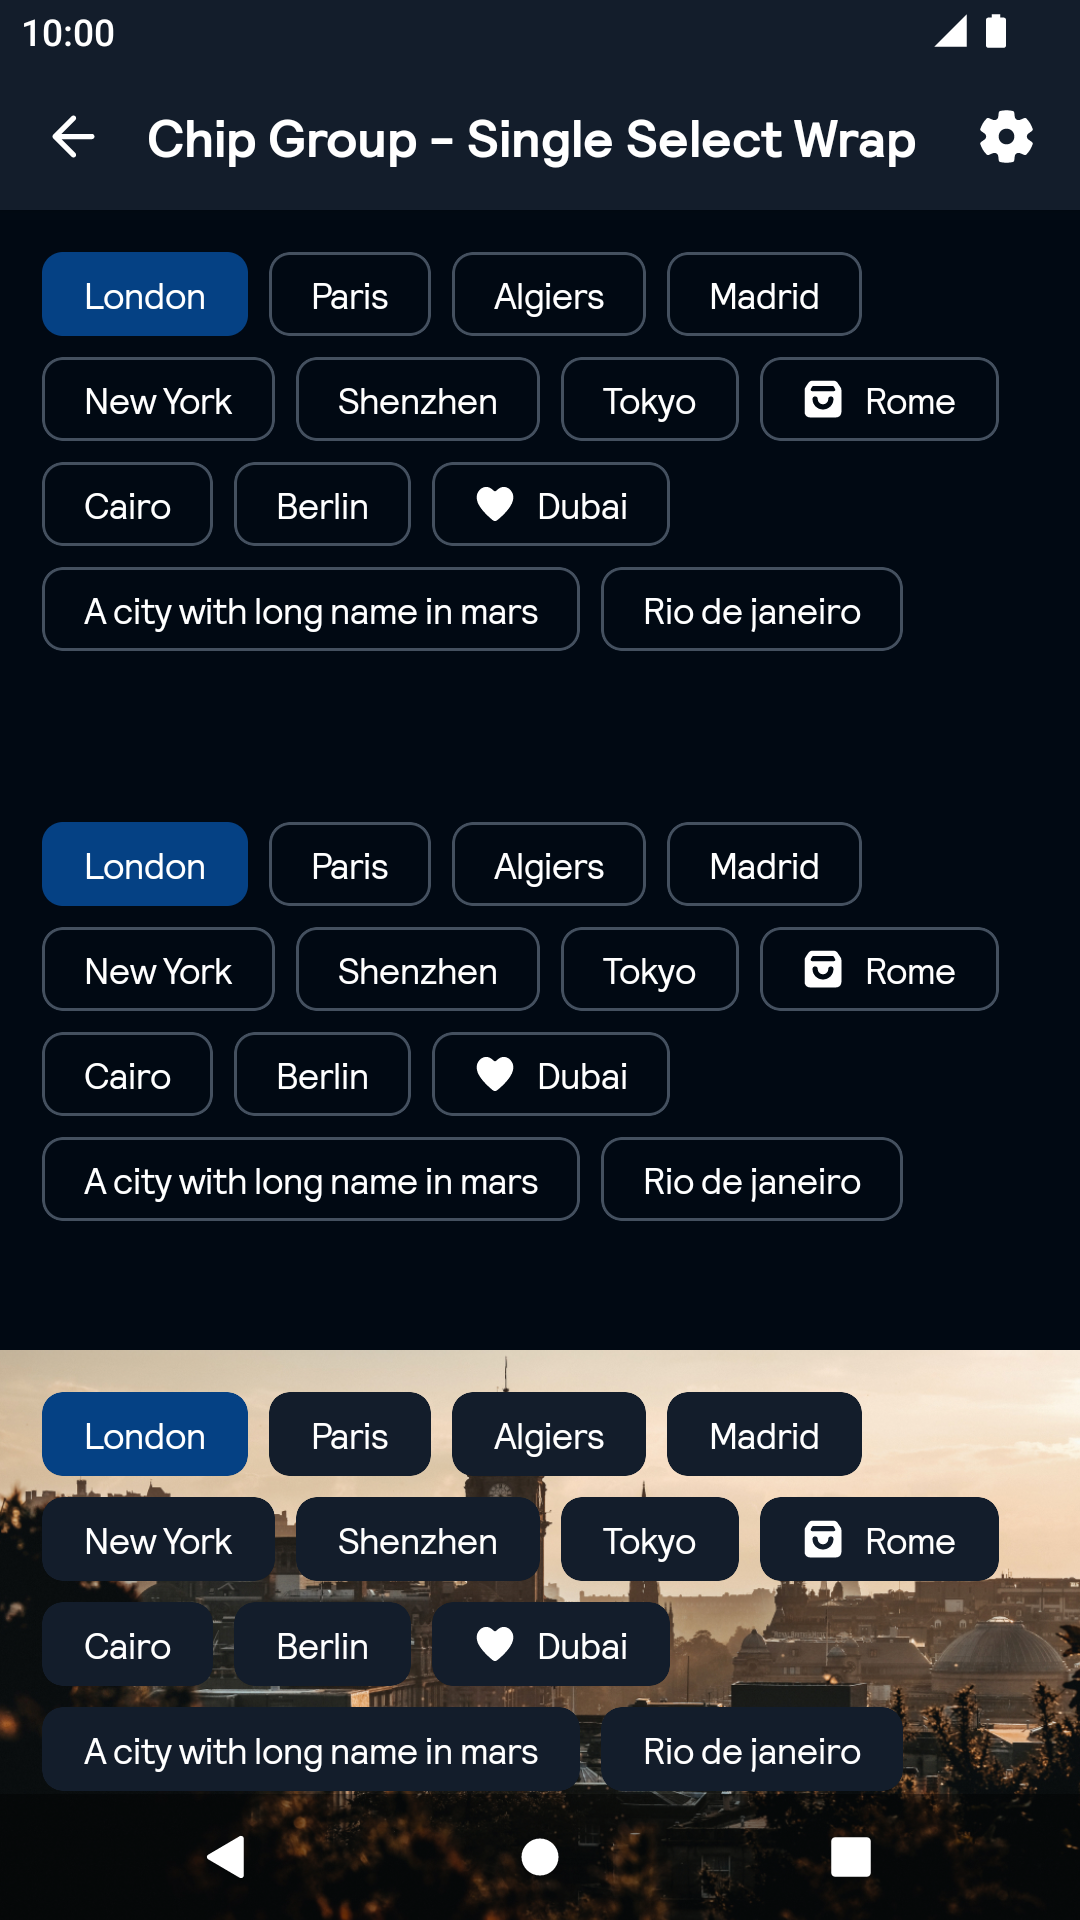 10:00
Chip Group - Single Select Wrap
London Paris Algiers Madrid
New York Shenzhen Tokyo Rome
Cairo Berlin Dubai
A city with long name in mars Rio de janeiro
London Paris Algiers Madrid
New York Shenzhen Tokyo Rome
Cairo Berlin Dubai
A city with long name in mars Rio de janeiro
London Paris Algiers Madrid
New York Shenzhen Tokyo Rome
Cairo Berlin Dubai
A city with long name in mars Rio de janeiro